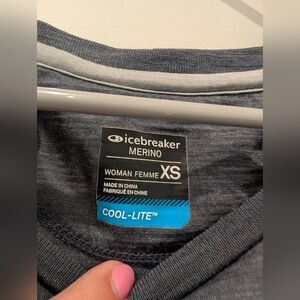 icebreaker
MERINO
WOMAN FEMME XS
MADE IN CHINA
FABRIQUÉ EN CHINE
COOL-LITE™